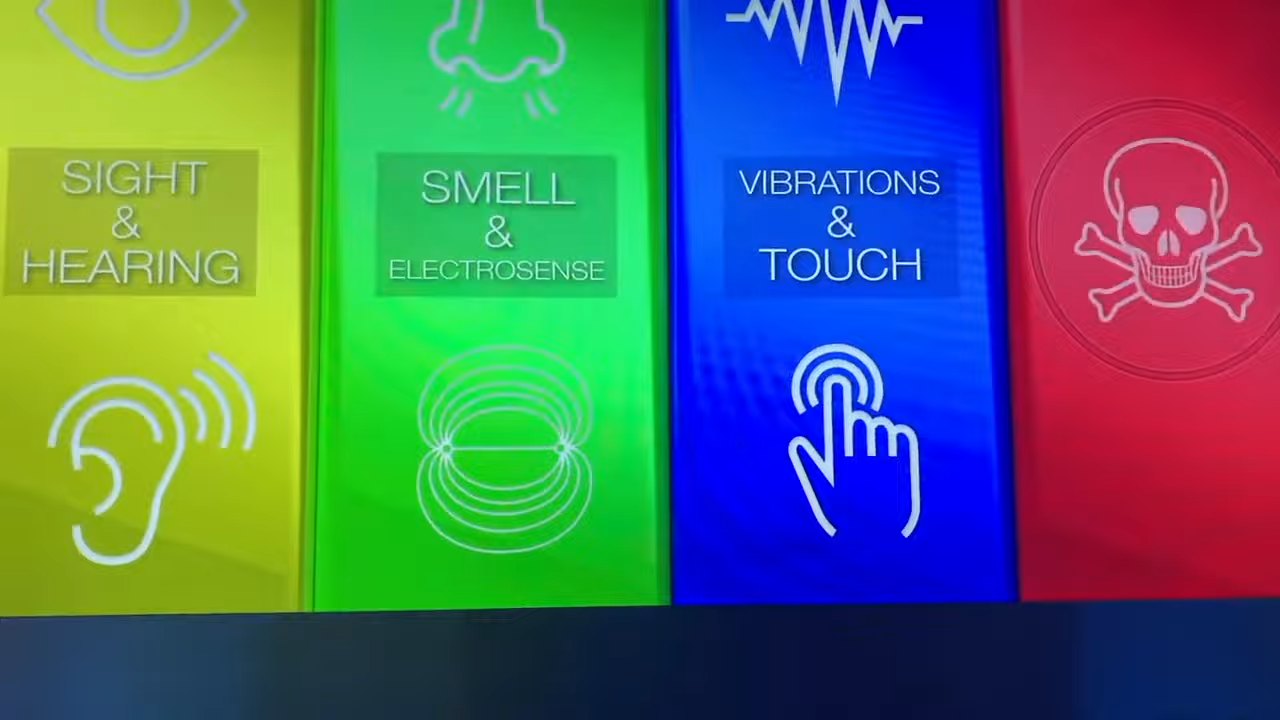 SIGHT
&
HEARING
SMELL
&
ELECTROSENSE
VIBRATIONS
&
TOUCH